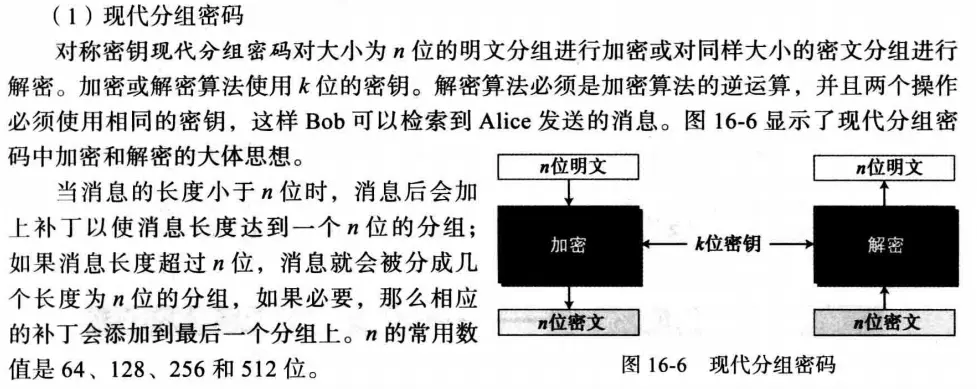 （1）现代分组密码
对称密钥现代分组密码对大小为 n 位的明文分组进行加密或对同样大小的密文分组进行
解密。加密或解密算法使用 k 位的密钥。解密算法必须是加密算法的逆运算，并且两个操作
必须使用相同的密钥，这样 Bob 可以检索到 Alice 发送的消息。图 16-6 显示了现代分组密
码中加密和解密的大体思想。
当消息的长度小于 n 位时，消息后会加
上补丁以使消息长度达到一个 n 位的分组；
如果消息长度超过 n 位，消息就会被分成几
个长度为 n 位的分组，如果必要，那么相应
的补丁会添加到最后一个分组上。n 的常用数
值是 64、128、256 和 512 位。
n位明文
n位明文
加密
k位密钥
解密
n位密文
n位密文
图 16-6 现代分组密码